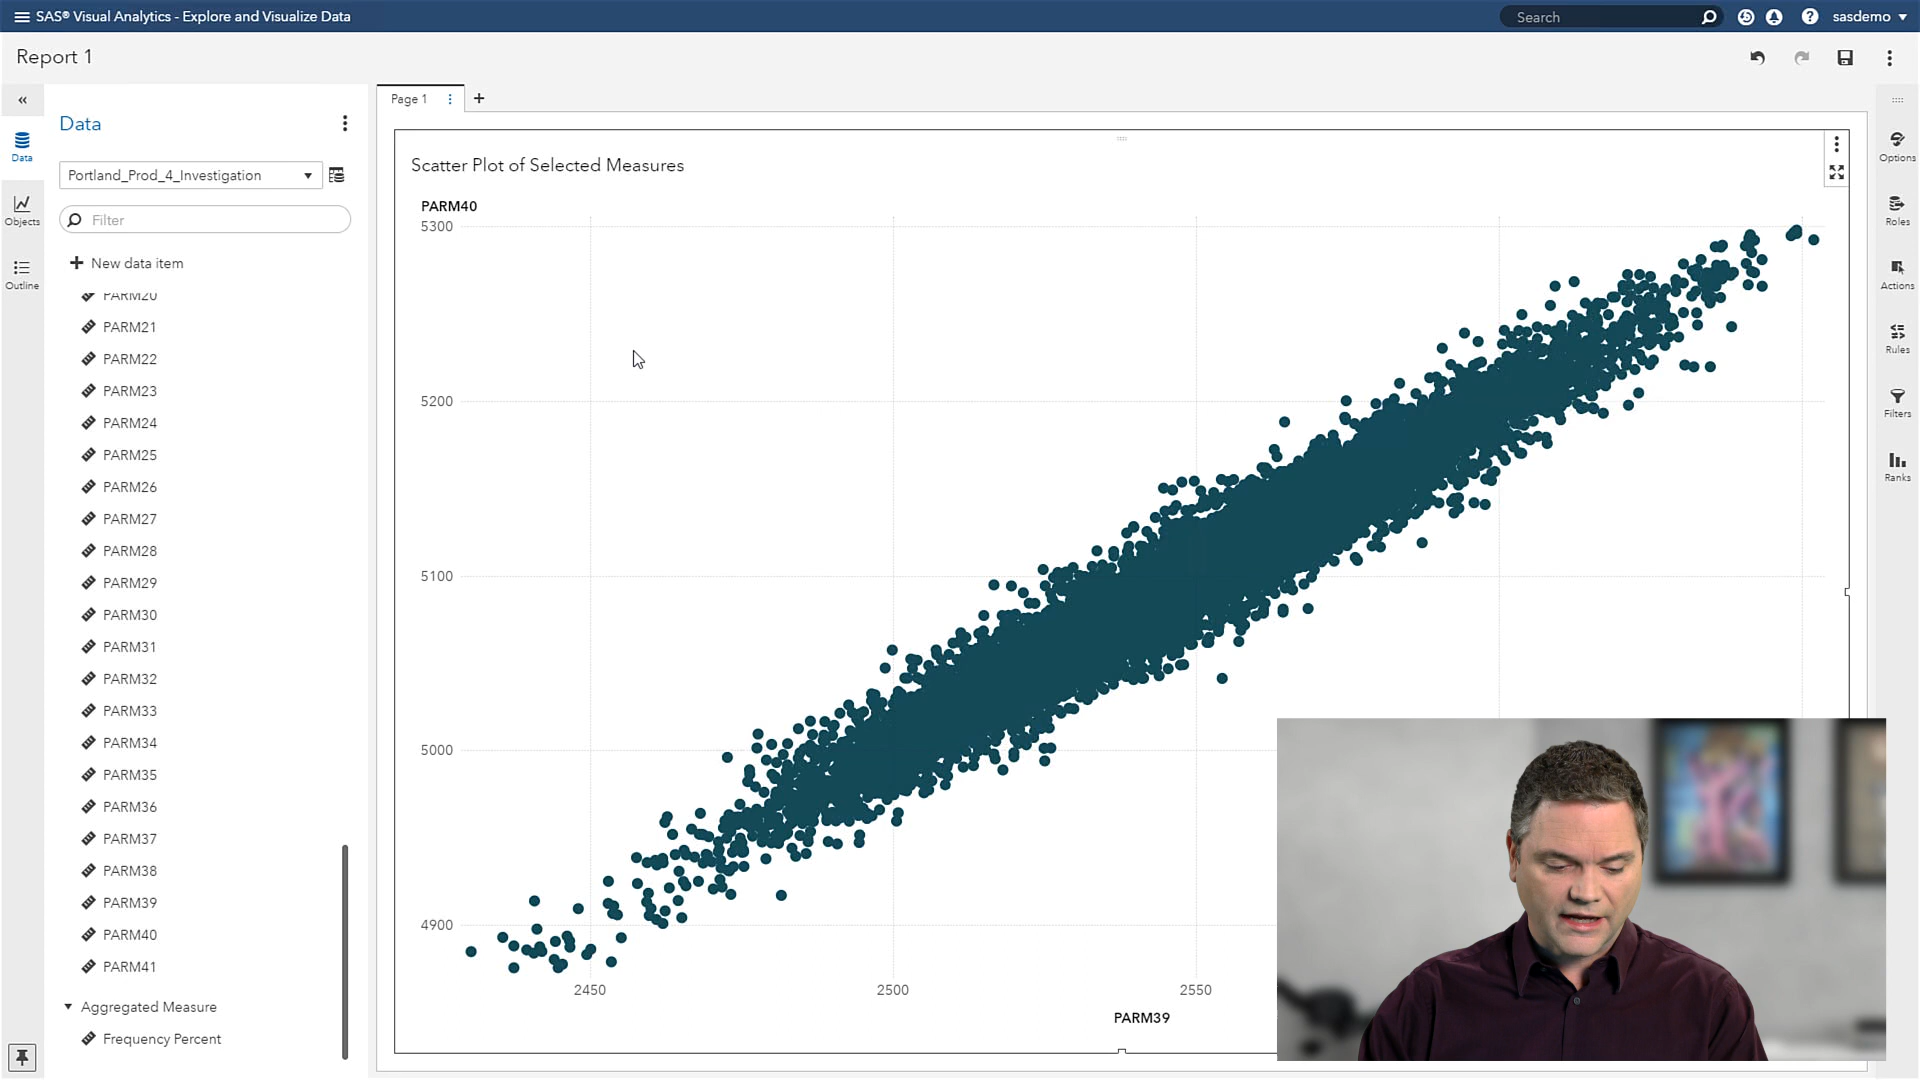 SAS® Visual Analytics - Explore and Visualize Data
Search
sasdemo
Report 1
Data
Objects
Outline
Data
Portland_Prod_4_Investigation
Filter
New data item
PARM20
PARM21
PARM22
PARM23
PARM24
PARM25
PARM26
PARM27
PARM28
PARM29
PARM30
PARM31
PARM32
PARM33
PARM34
PARM35
PARM36
PARM37
PARM38
PARM39
PARM40
PARM41
Aggregated Measure
Frequency Percent
Page 1
Scatter Plot of Selected Measures
PARM40
5300
5200
5100
5000
4900
2450
2500
2550
PARM39
Options
Roles
Actions
Rules
Filters
Ranks